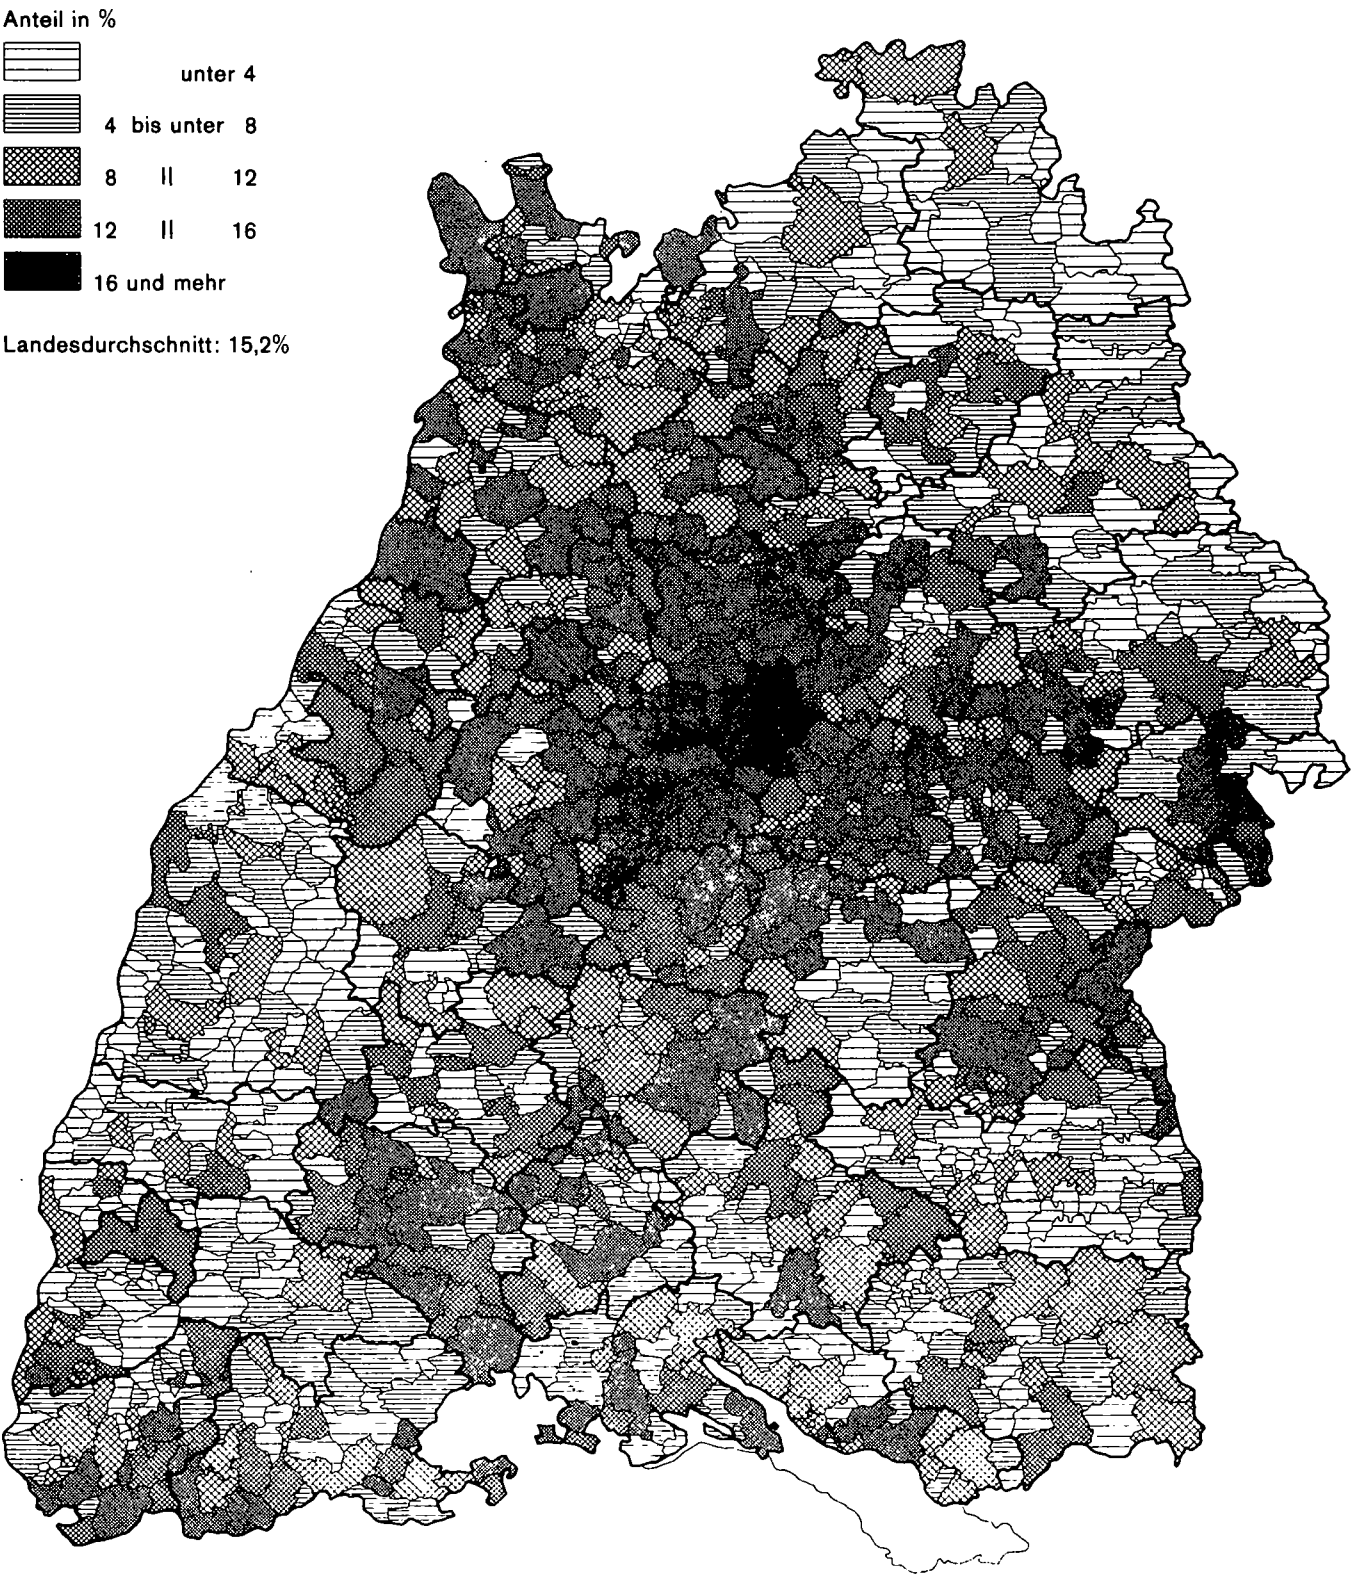 Anteil in %
unter 4
4 bis unter 8
8 || 12
12 || 16
16 und mehr
Landesdurchschnitt: 15,2%